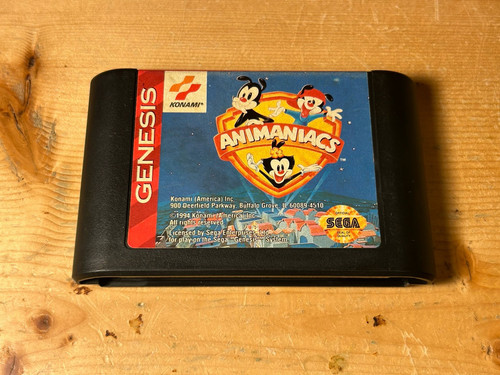 GENESIS
KONAMI
ANIMANIACS
Konami (America) Inc.
900 Deerfield Parkway, Buffalo Grove, IL 60089-4510
©1994 Konami (America) Inc.
All rights reserved.
Licensed by Sega Enterprises, Ltd.
for play on the Sega™ Genesis™ System.
SEGA